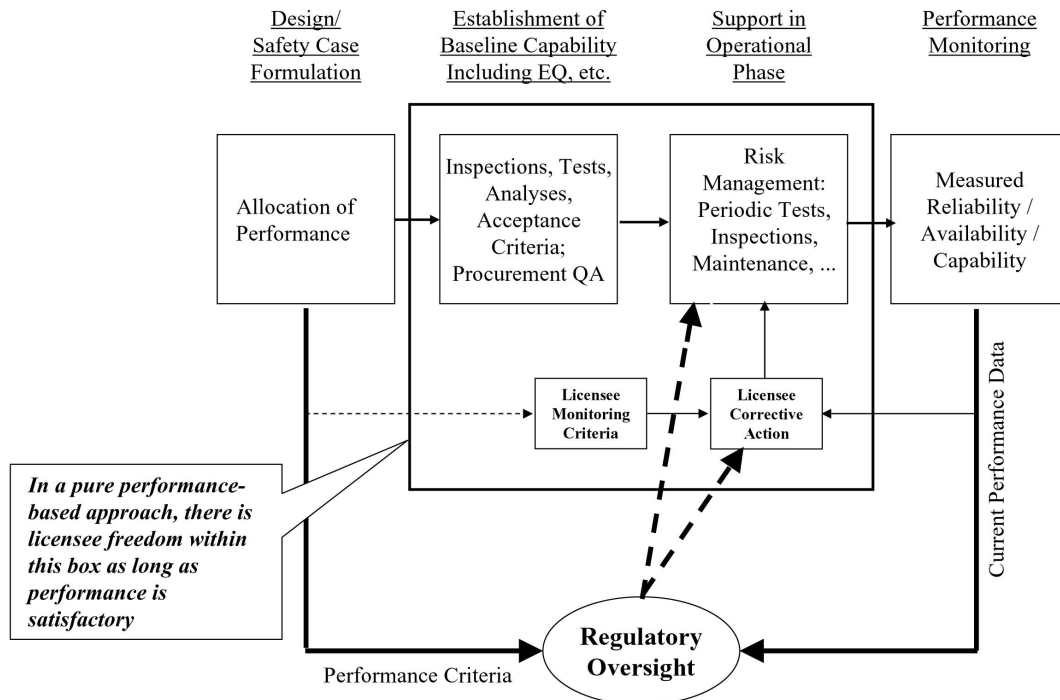 Design/
Safety Case
Formulation
Establishment of
Baseline Capability
Including EQ, etc.
Support in
Operational
Phase
Performance
Monitoring
Allocation of
Performance
Inspections, Tests,
Analyses,
Acceptance
Criteria;
Procurement QA
Risk
Management:
Periodic Tests,
Inspections,
Maintenance, ...
Measured
Reliability /
Availability /
Capability
Licensee
Monitoring
Criteria
Licensee
Corrective
Action
Current Performance Data
In a pure performance-
based approach, there is
licensee freedom within
this box as long as
performance is
satisfactory
Regulatory
Oversight
Performance Criteria